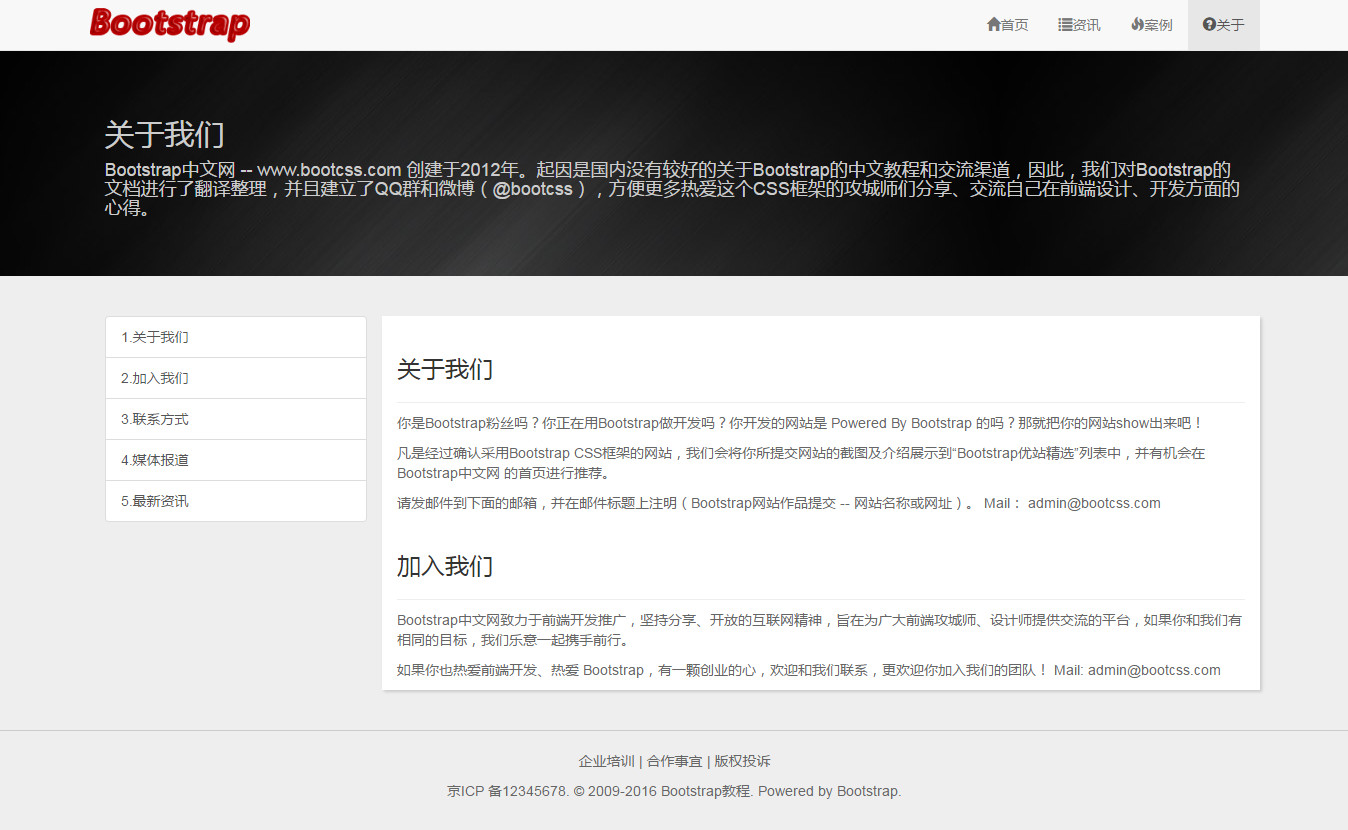 Bootstrap
首页 资讯 案例 关于
关于我们
Bootstrap中文网 -- www.bootcss.com 创建于2012年。起因是国内没有较好的关于Bootstrap的中文教程和交流渠道，因此，我们对Bootstrap的
文档进行了翻译整理，并且建立了QQ群和微博（@bootcss），方便更多热爱这个CSS框架的攻城师们分享、交流自己在前端设计、开发方面的
心得。
1.关于我们
2.加入我们
3.联系方式
4.媒体报道
5.最新资讯
关于我们
你是Bootstrap粉丝吗？你正在用Bootstrap做开发吗？你开发的网站是 Powered By Bootstrap 的吗？那就把你的网站show出来吧！
凡是经过确认采用Bootstrap CSS框架的网站，我们会将你所提交网站的截图及介绍展示到“Bootstrap优站精选”列表中，并有机会在
Bootstrap中文网 的首页进行推荐。
请发邮件到下面的邮箱，并在邮件标题上注明（Bootstrap网站作品提交 -- 网站名称或网址）。 Mail： admin@bootcss.com
加入我们
Bootstrap中文网致力于前端开发推广，坚持分享、开放的互联网精神，旨在为广大前端攻城师、设计师提供交流的平台，如果你和我们有
相同的目标，我们乐意一起携手前行。
如果你也热爱前端开发、热爱 Bootstrap，有一颗创业的心，欢迎和我们联系，更欢迎你加入我们的团队！ Mail: admin@bootcss.com
企业培训 | 合作事宜 | 版权投诉
京ICP 备12345678. © 2009-2016 Bootstrap教程. Powered by Bootstrap.